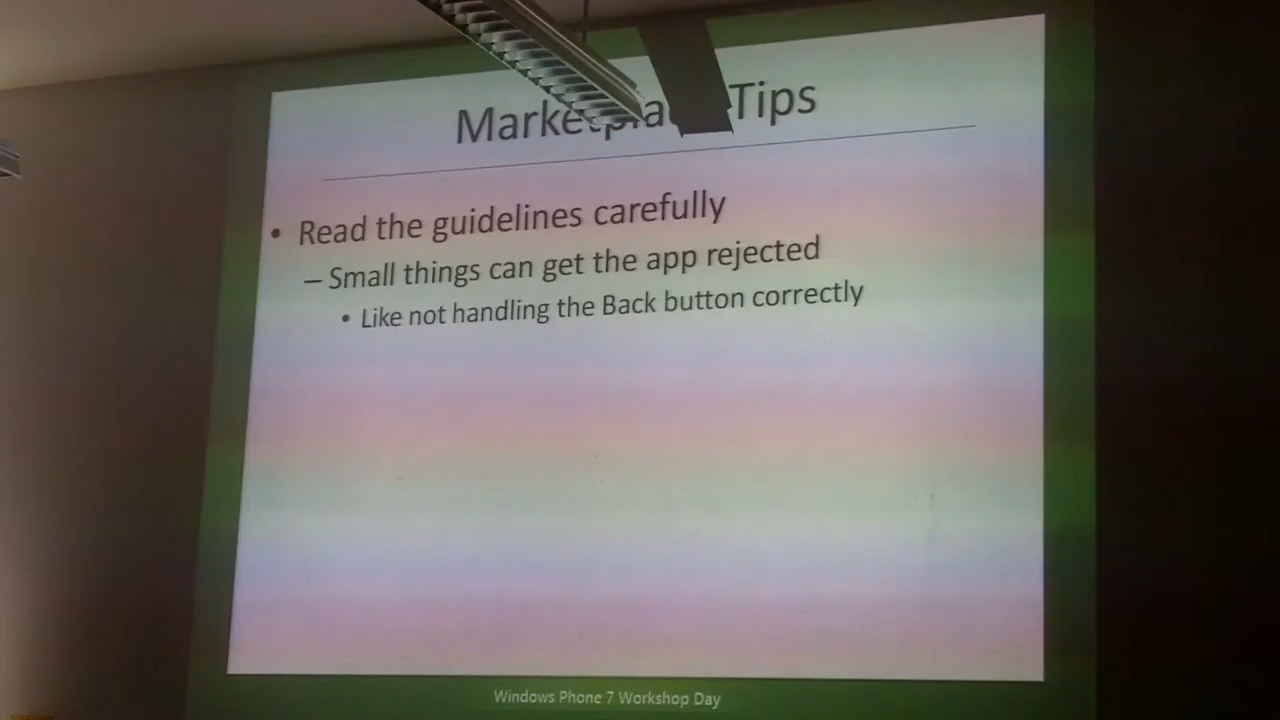 Marketplace Tips
• Read the guidelines carefully
– Small things can get the app rejected
• Like not handling the Back button correctly
Windows Phone 7 Workshop Day